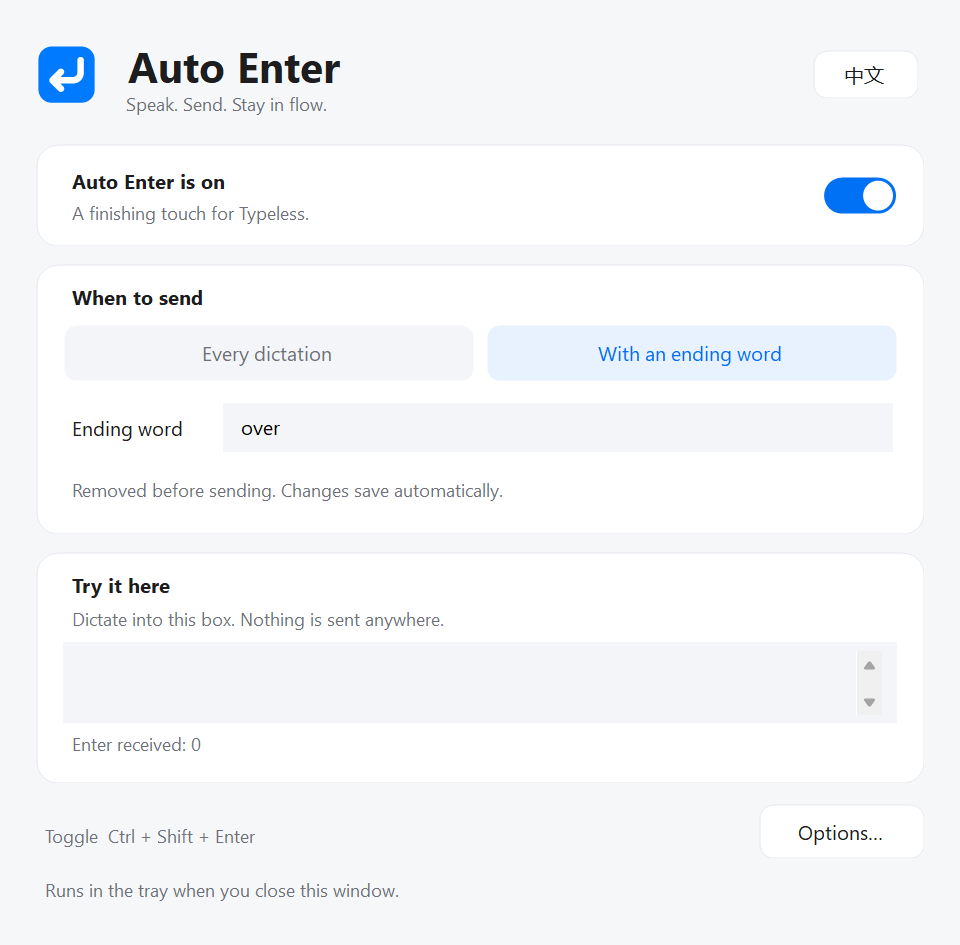 Auto Enter
Speak. Send. Stay in flow.
中文
Auto Enter is on
A finishing touch for Typeless.
When to send
Every dictation
With an ending word
Ending word
over
Removed before sending. Changes save automatically.
Try it here
Dictate into this box. Nothing is sent anywhere.
Enter received: 0
Toggle  Ctrl + Shift + Enter
Options...
Runs in the tray when you close this window.